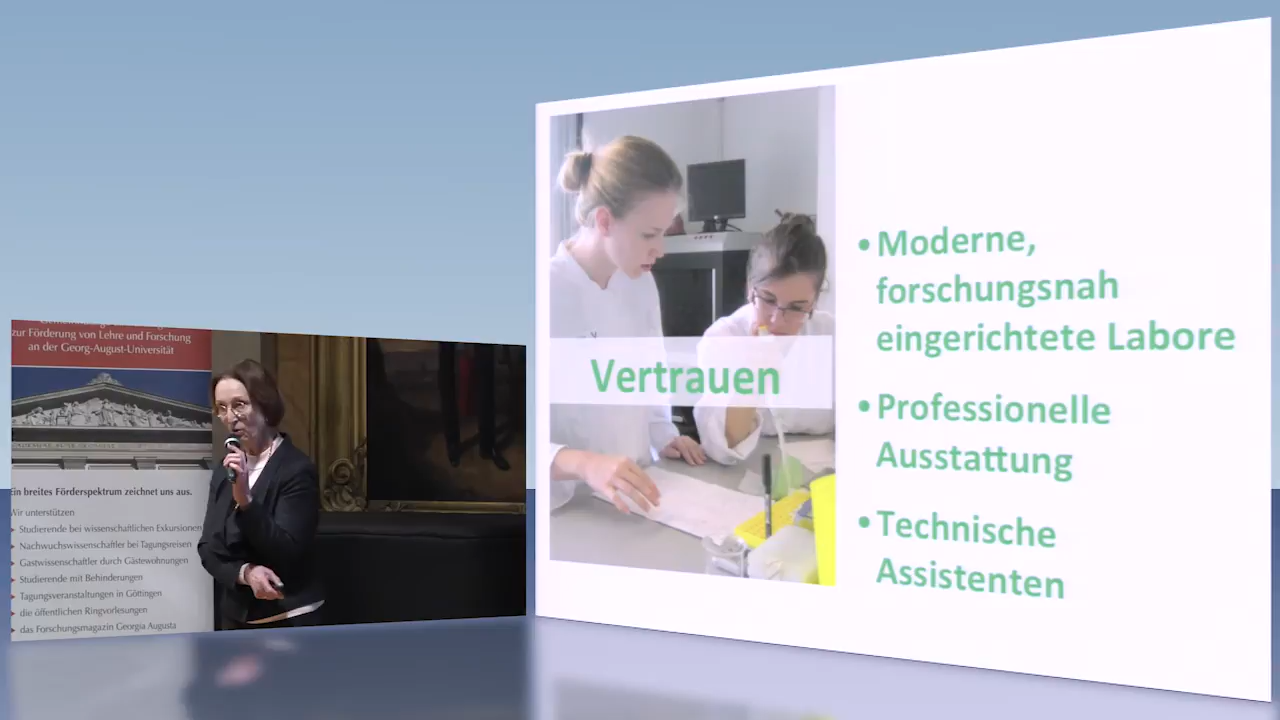 zur Förderung von Lehre und Forschung
an der Georg-August-Universität
Ein breites Förderspektrum zeichnet uns aus.
Wir unterstützen
Studierende bei wissenschaftlichen Exkursionen
Nachwuchswissenschaftler bei Tagungsreisen
Gastwissenschaftler durch Gästewohnungen
Studierende mit Behinderungen
Tagungsveranstaltungen in Göttingen
die öffentlichen Ringvorlesungen
das Forschungsmagazin Georgia Augusta
Vertrauen
• Moderne,
forschungsnah
eingerichtete Labore
• Professionelle
Ausstattung
• Technische
Assistenten